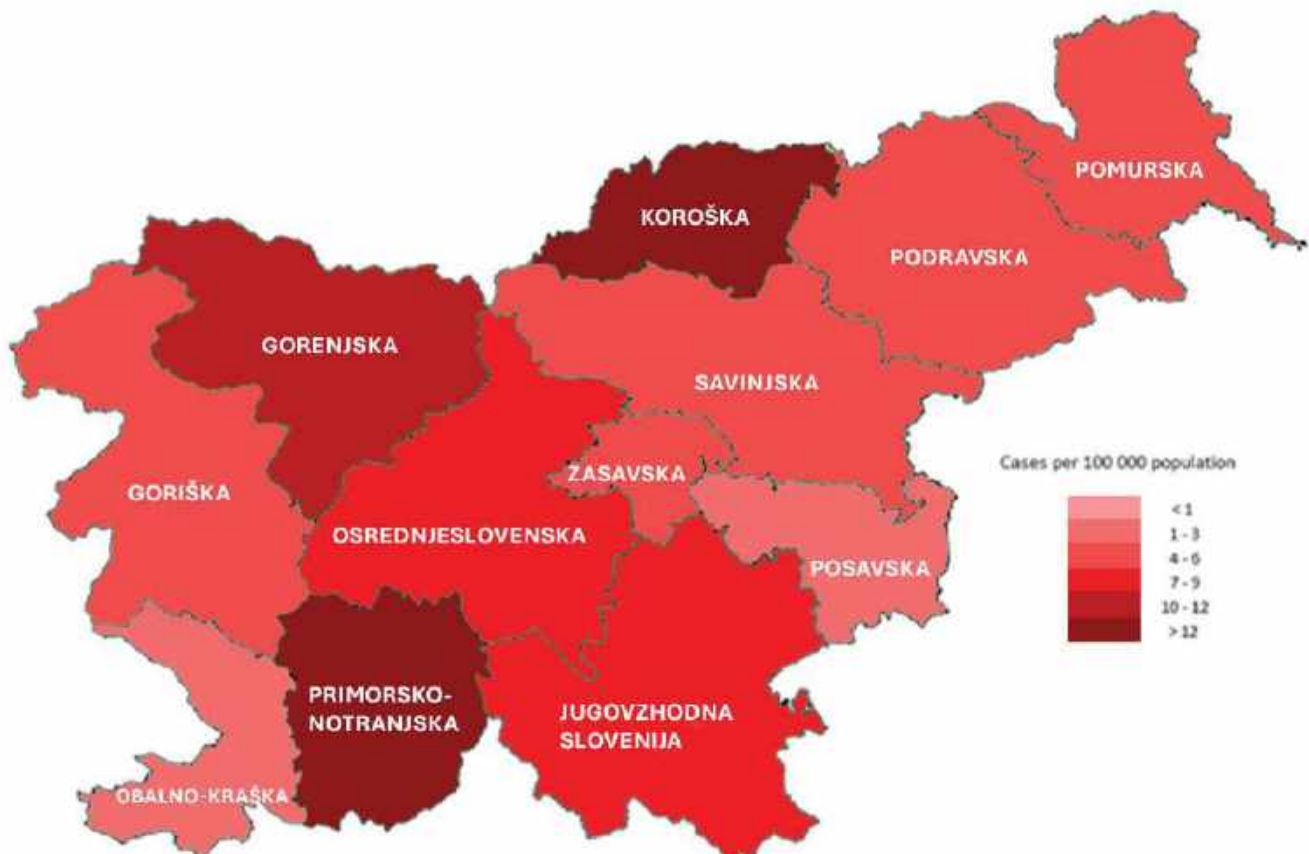 POMURSKA
KOROŠKA
PODRAVSKA
GORENJSKA
SAVINJSKA
ZASAVSKA
GORIŠKA
OSREDNJESLOVENSKA
POSAVSKA
PRIMORSKO-
NOTRANJSKA
JUGOVZHODNA
SLOVENIJA
OBALNO-KRAŠKA
Cases per 100 000 population
< 1
1 - 3
4 - 6
7 - 9
10 - 12
> 12